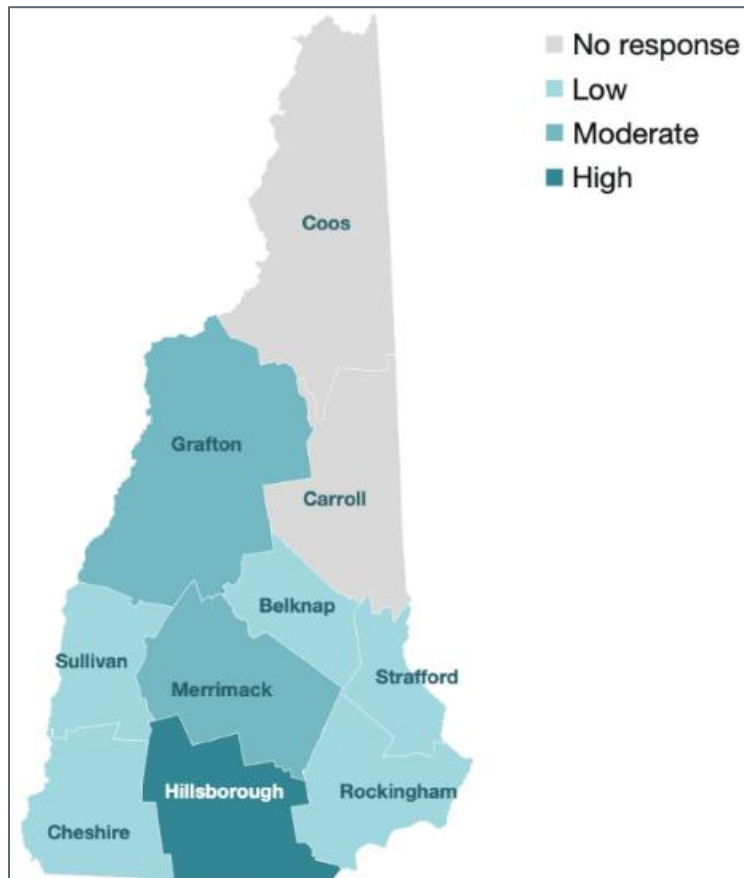 No response
Low
Moderate
High
Coos
Grafton
Carroll
Belknap
Sullivan
Strafford
Merrimack
Hillsborough
Rockingham
Cheshire